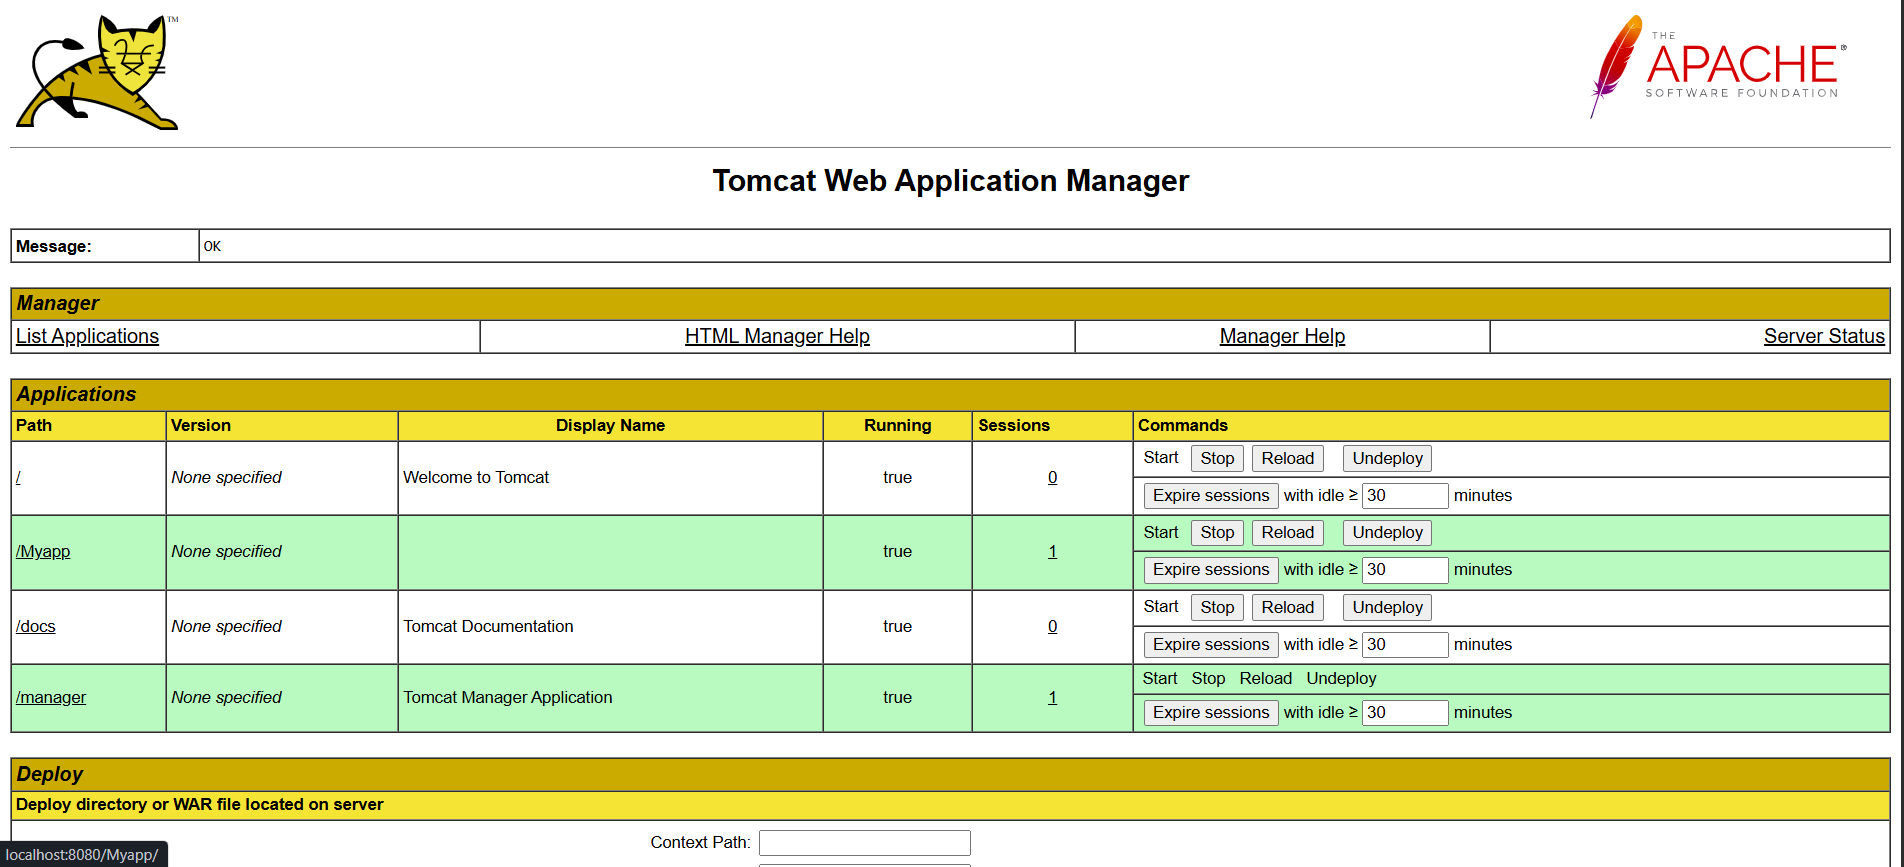 TM
THE
APACHE®
SOFTWARE FOUNDATION
Tomcat Web Application Manager
Message: OK
Manager
List Applications HTML Manager Help Manager Help Server Status
Applications
Path Version Display Name Running Sessions Commands
/ None specified Welcome to Tomcat true 0 Start Stop Reload Undeploy
Expire sessions with idle ≥ 30 minutes
/Myapp None specified true 1 Start Stop Reload Undeploy
Expire sessions with idle ≥ 30 minutes
/docs None specified Tomcat Documentation true 0 Start Stop Reload Undeploy
Expire sessions with idle ≥ 30 minutes
/manager None specified Tomcat Manager Application true 1 Start Stop Reload Undeploy
Expire sessions with idle ≥ 30 minutes
Deploy
Deploy directory or WAR file located on server
Context Path:
localhost:8080/Myapp/